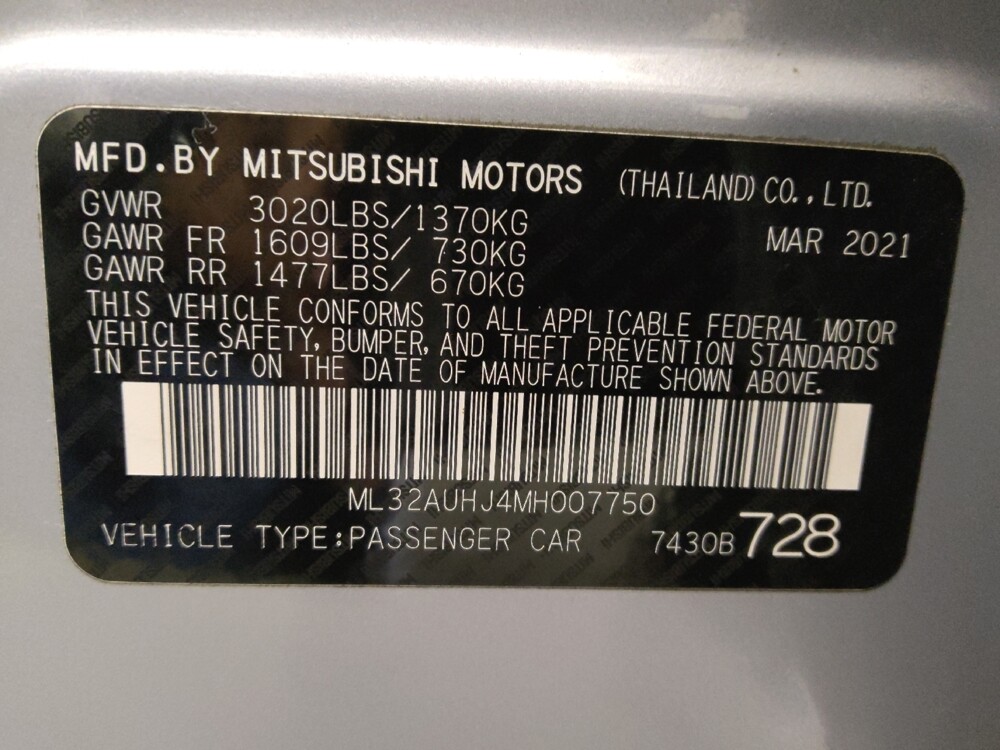 MFD.BY MITSUBISHI MOTORS (THAILAND) CO., LTD.
GVWR 3020LBS/1370KG
MAR 2021
GAWR FR 1609LBS/ 730KG
GAWR RR 1477LBS/ 670KG
THIS VEHICLE CONFORMS TO ALL APPLICABLE FEDERAL MOTOR
VEHICLE SAFETY, BUMPER, AND THEFT PREVENTION STANDARDS
IN EFFECT ON THE DATE OF MANUFACTURE SHOWN ABOVE.
ML32AUHJ4MH007750
VEHICLE TYPE:PASSENGER CAR 7430B728